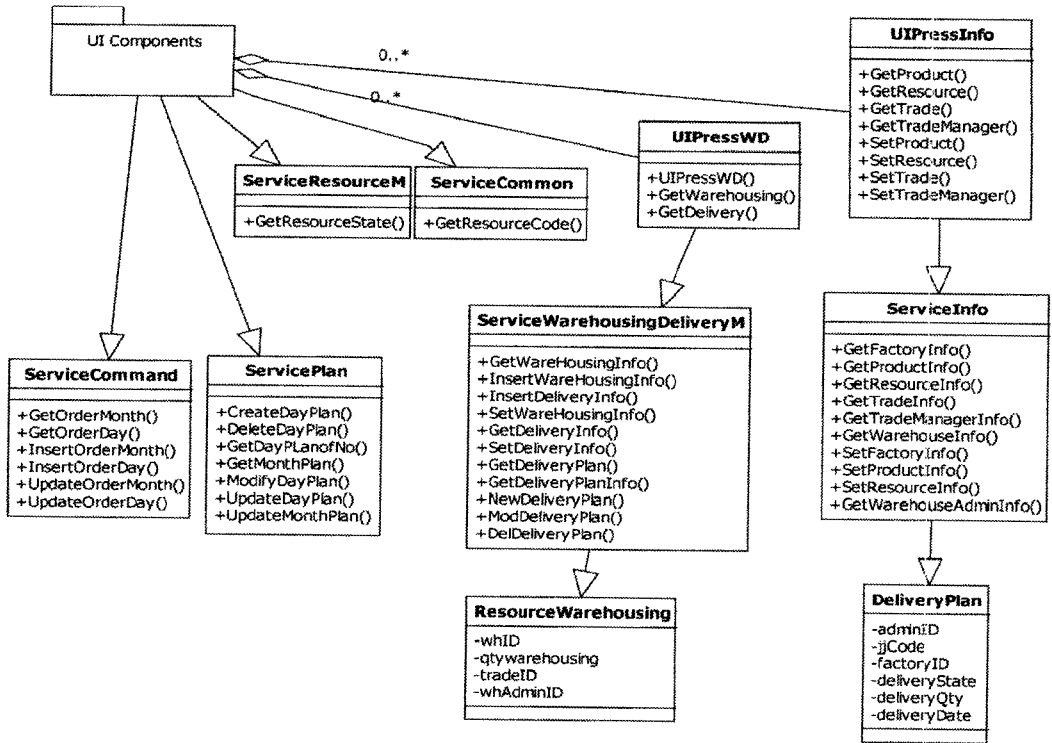 UI Components
0..*
0..*
UIPressInfo
+GetProduct()
+GetResource()
+GetTrade()
+GetTradeManager()
+SetProduct()
+SetResource()
+SetTrade()
+SetTradeManager()
UIPressWD
+UIPressWD()
+GetWarehousing()
+GetDelivery()
ServiceResourceM
+GetResourceState()
ServiceCommon
+GetResourceCode()
ServiceCommand
+GetOrderMonth()
+GetOrderDay()
+InsertOrderMonth()
+InsertOrderDay()
+UpdateOrderMonth()
+UpdateOrderDay()
ServicePlan
+CreateDayPlan()
+DeleteDayPlan()
+GetDayPLanofNo()
+GetMonthPlan()
+ModifyDayPlan()
+UpdateDayPlan()
+UpdateMonthPlan()
ServiceWarehousingDeliveryM
+GetWareHousingInfo()
+InsertWareHousingInfo()
+InsertDeliveryInfo()
+SetWareHousingInfo()
+GetDeliveryInfo()
+SetDeliveryInfo()
+GetDeliveryPlan()
+GetDeliveryPlanInfo()
+NewDeliveryPlan()
+ModDeliveryPlan()
+DelDeliveryPlan()
ServiceInfo
+GetFactoryInfo()
+GetProductInfo()
+GetResourceInfo()
+GetTradeInfo()
+GetTradeManagerInfo()
+GetWarehouseInfo()
+SetFactoryInfo()
+SetProductInfo()
+SetResourceInfo()
+GetWarehouseAdminInfo()
ResourceWarehousing
-whID
-qtywarehousing
-tradeID
-whAdminID
DeliveryPlan
-adminID
-jjCode
-factoryID
-deliveryState
-deliveryQty
-deliveryDate